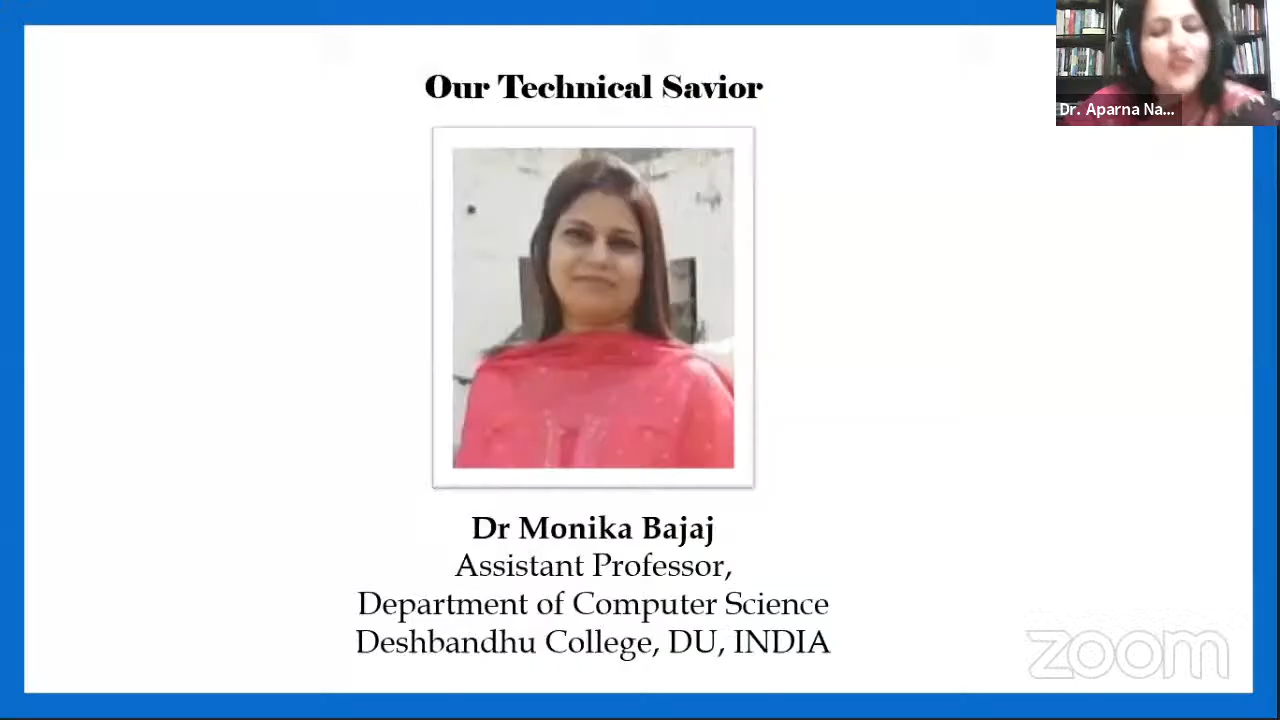 Our Technical Savior
Dr. Aparna Na...
Dr Monika Bajaj
Assistant Professor,
Department of Computer Science
Deshbandhu College, DU, INDIA
zoom